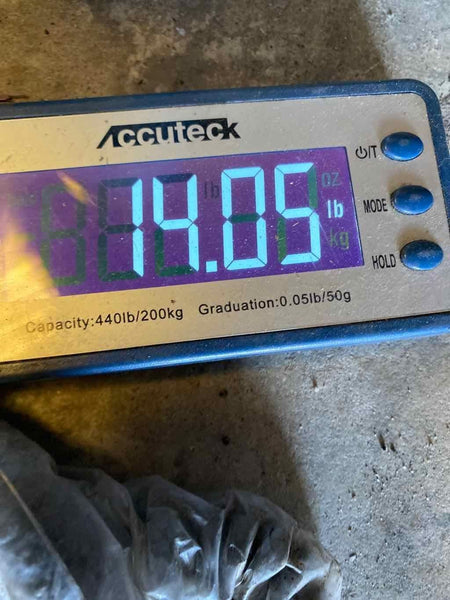 Accuteck
⏻/T
14.05
lb
OZ
lb
kg
MODE
HOLD
Capacity:440lb/200kg Graduation:0.05lb/50g